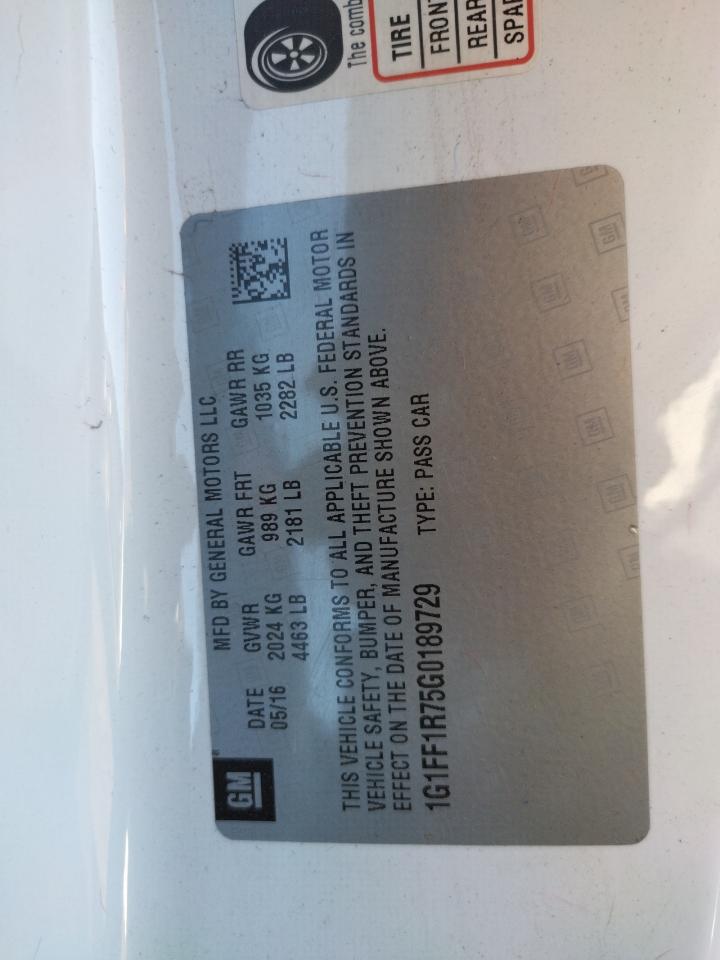 GM
MFD BY GENERAL MOTORS LLC
DATE GVWR GAWR FRT GAWR RR
05/16 2024 KG 989 KG 1035 KG
4463 LB 2181 LB 2282 LB
THIS VEHICLE CONFORMS TO ALL APPLICABLE U.S. FEDERAL MOTOR
VEHICLE SAFETY, BUMPER, AND THEFT PREVENTION STANDARDS IN
EFFECT ON THE DATE OF MANUFACTURE SHOWN ABOVE.
1G1FF1R75G0189729 TYPE: PASS CAR
The comb
TIRE
FRON
REAR
SPAR